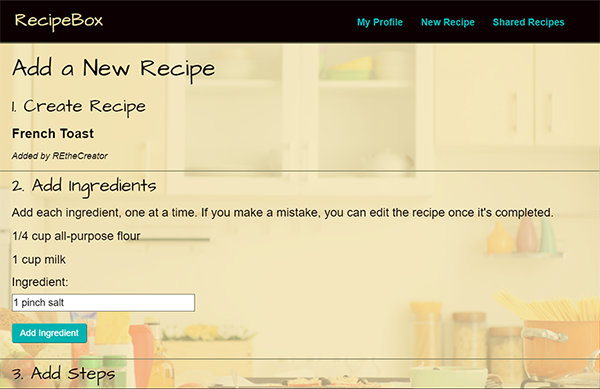 RecipeBox
My Profile New Recipe Shared Recipes
Add a New Recipe
1. Create Recipe
French Toast
Added by REtheCreator
2. Add Ingredients
Add each ingredient, one at a time. If you make a mistake, you can edit the recipe once it's completed.
1/4 cup all-purpose flour
1 cup milk
Ingredient:
1 pinch salt
Add Ingredient
3. Add Steps